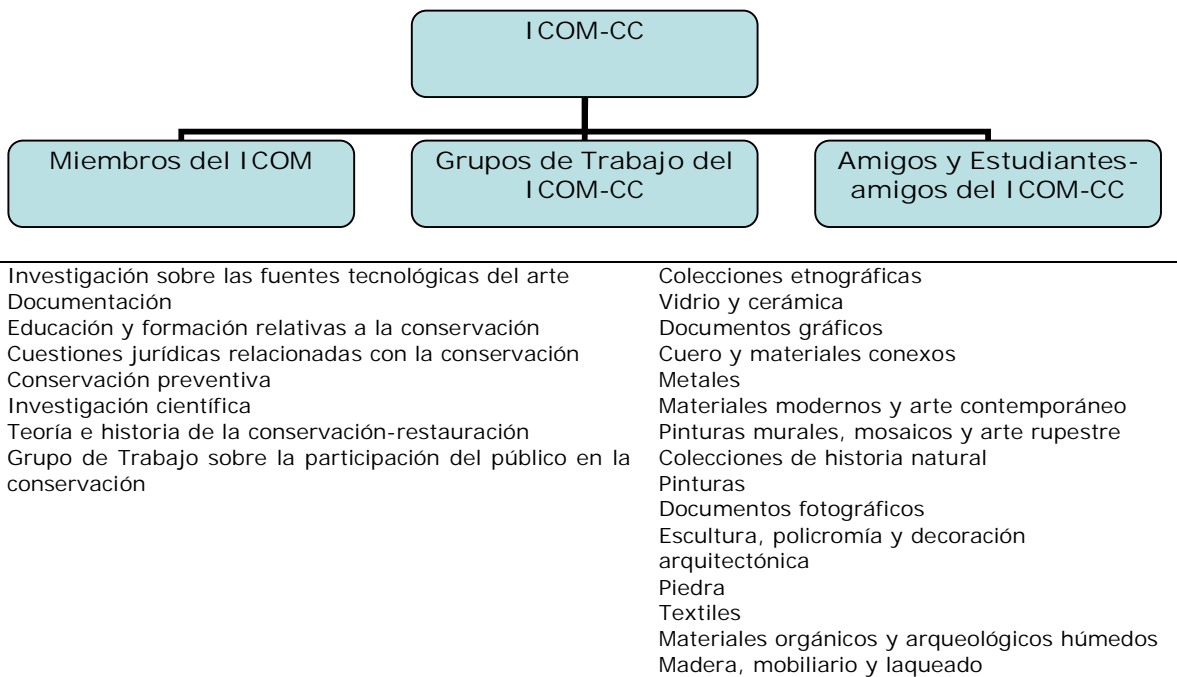 ICOM-CC
Miembros del ICOM
Grupos de Trabajo del
ICOM-CC
Amigos y Estudiantes-
amigos del ICOM-CC
Investigación sobre las fuentes tecnológicas del arte
Documentación
Educación y formación relativas a la conservación
Cuestiones jurídicas relacionadas con la conservación
Conservación preventiva
Investigación científica
Teoría e historia de la conservación-restauración
Grupo de Trabajo sobre la participación del público en la
conservación
Colecciones etnográficas
Vidrio y cerámica
Documentos gráficos
Cuero y materiales conexos
Metales
Materiales modernos y arte contemporáneo
Pinturas murales, mosaicos y arte rupestre
Colecciones de historia natural
Pinturas
Documentos fotográficos
Escultura, policromía y decoración
arquitectónica
Piedra
Textiles
Materiales orgánicos y arqueológicos húmedos
Madera, mobiliario y laqueado